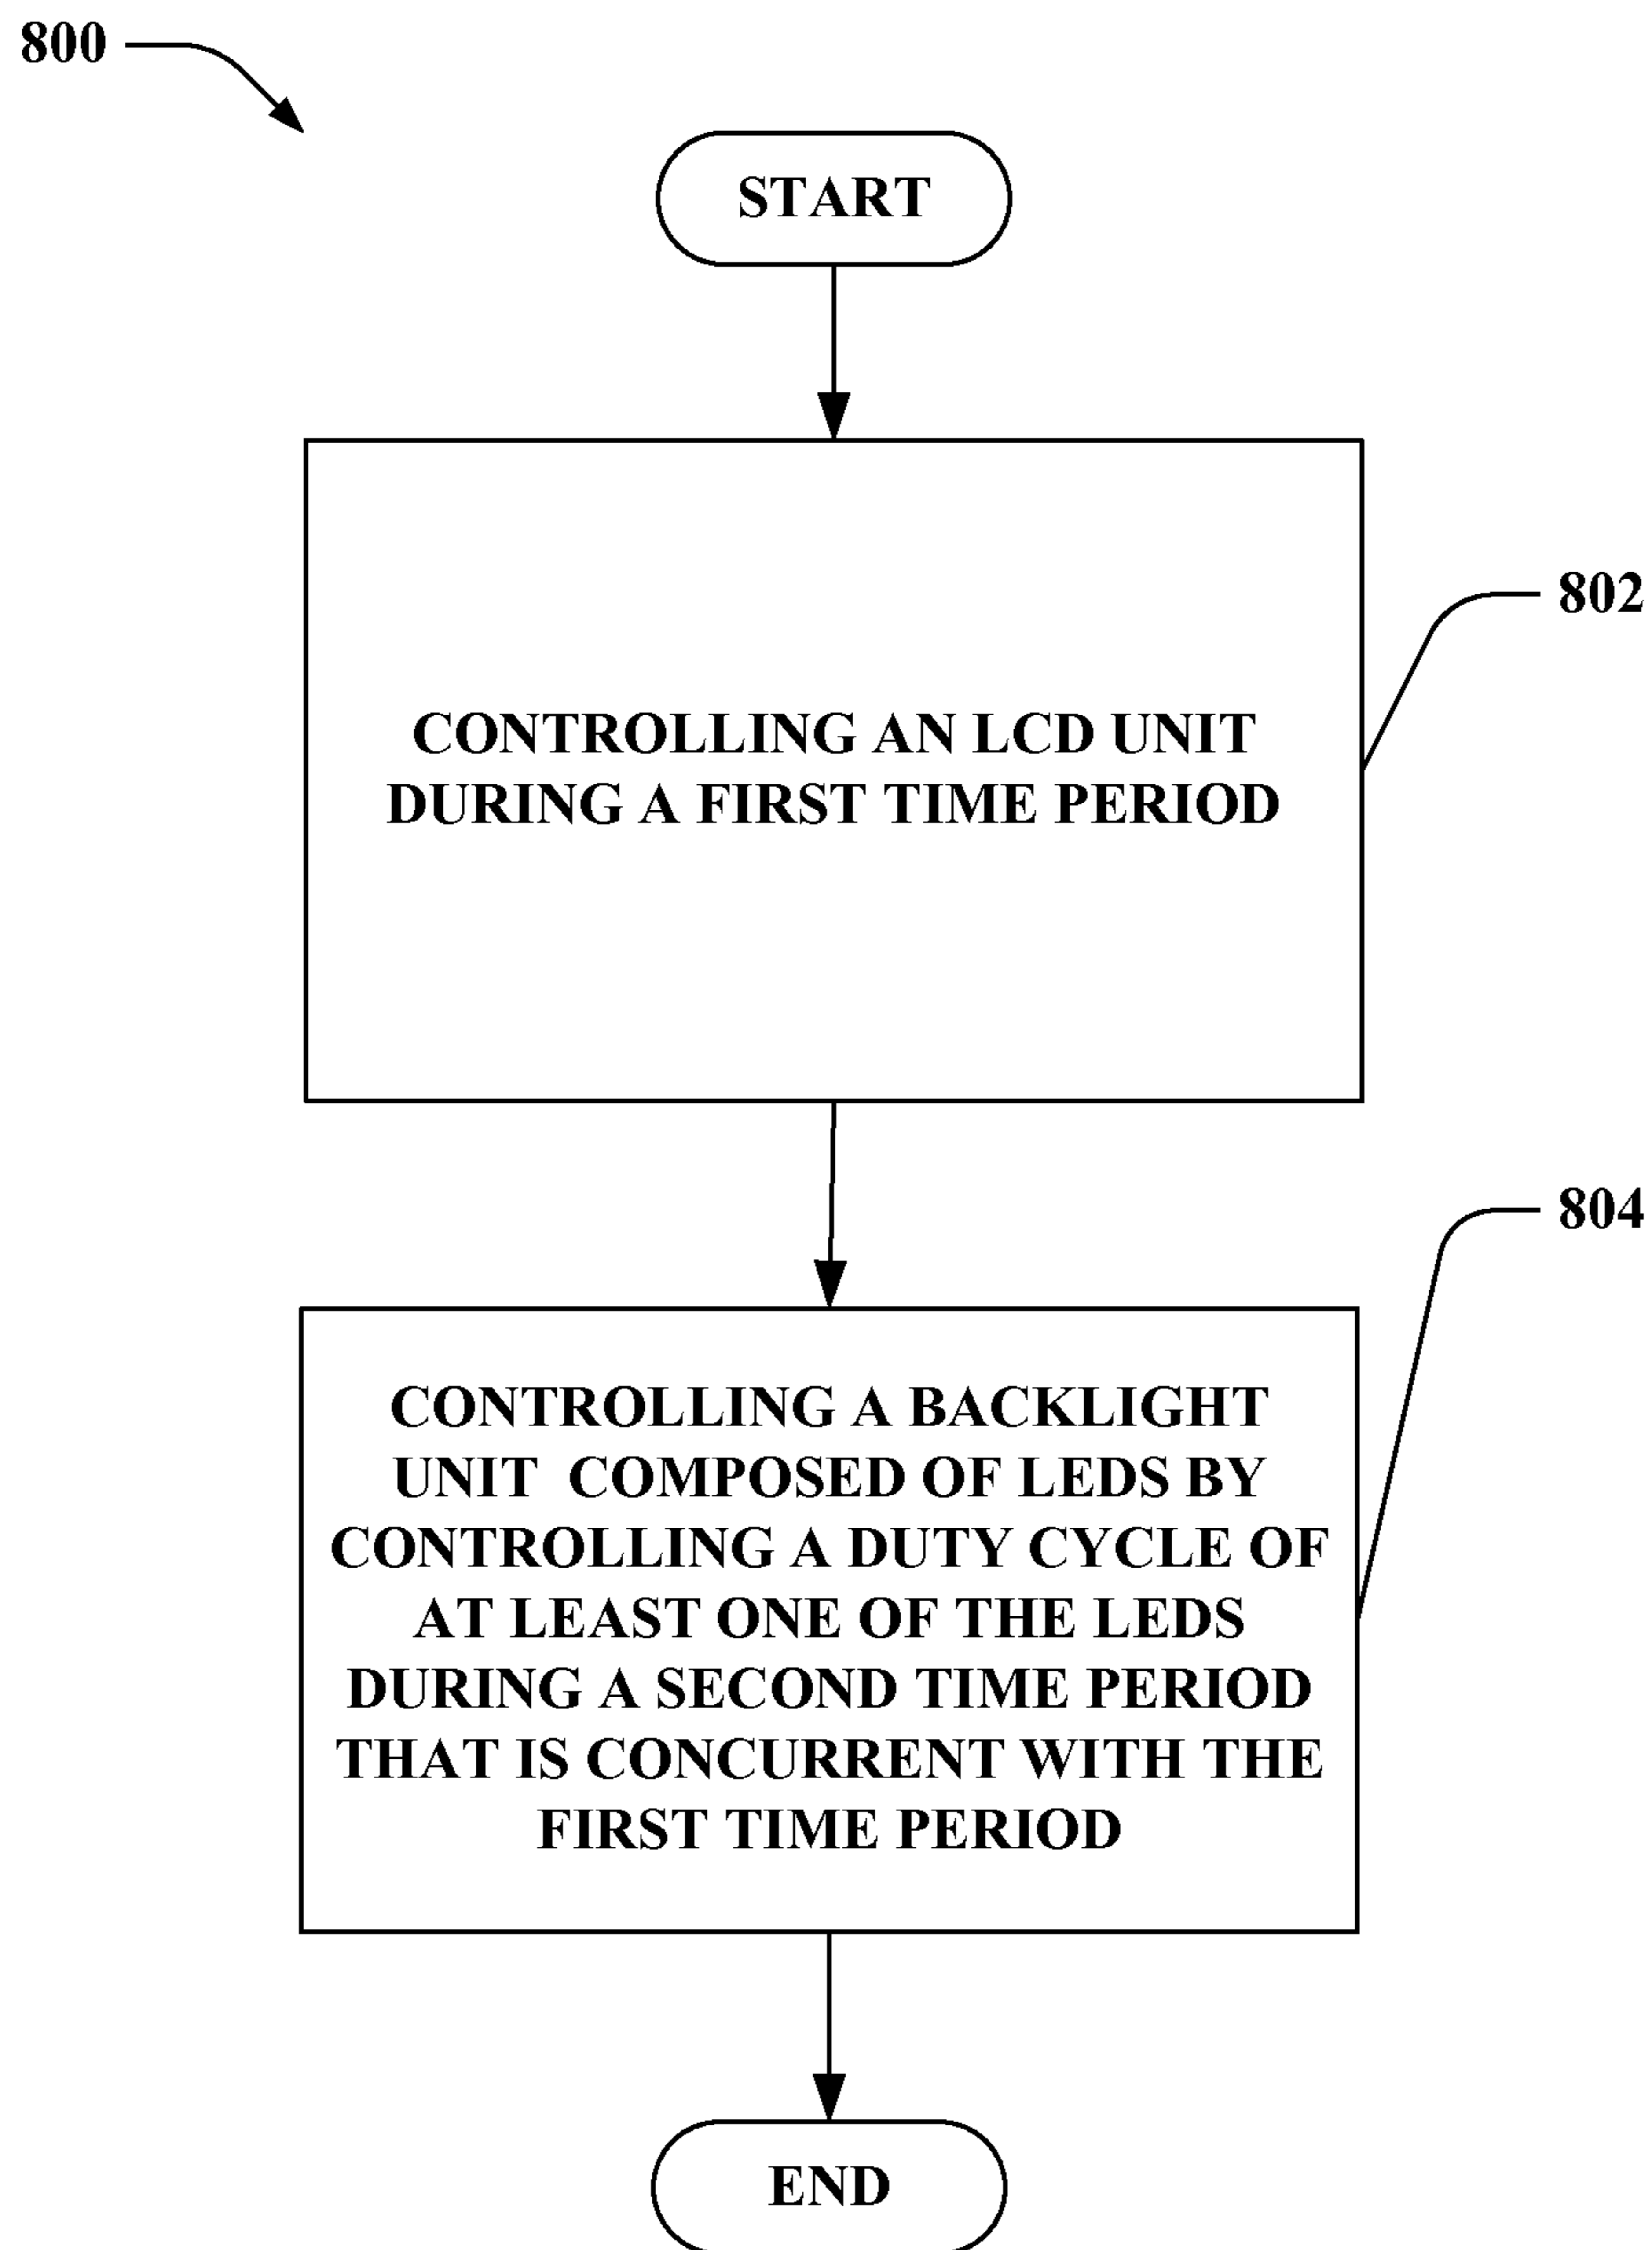 800
START
802
CONTROLLING AN LCD UNIT
DURING A FIRST TIME PERIOD
804
CONTROLLING A BACKLIGHT
UNIT COMPOSED OF LEDS BY
CONTROLLING A DUTY CYCLE OF
AT LEAST ONE OF THE LEDS
DURING A SECOND TIME PERIOD
THAT IS CONCURRENT WITH THE
FIRST TIME PERIOD
END